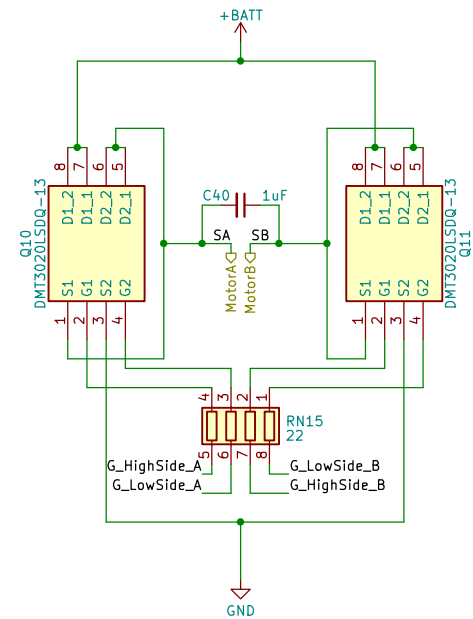 +BATT
8 7 6 5
D1_2 D1_1 D2_2 D2_1
Q10
DMT3020LSDQ-13
S1 G1 S2 G2
1 2 3 4
C40 1uF
SA SB
MotorA MotorB
8 7 6 5
D1_2 D1_1 D2_2 D2_1
DMT3020LSDQ-13
Q11
S1 G1 S2 G2
1 2 3 4
4 3 2 1
RN15
22
5 6 7 8
G_HighSide_A G_LowSide_B
G_LowSide_A G_HighSide_B
GND